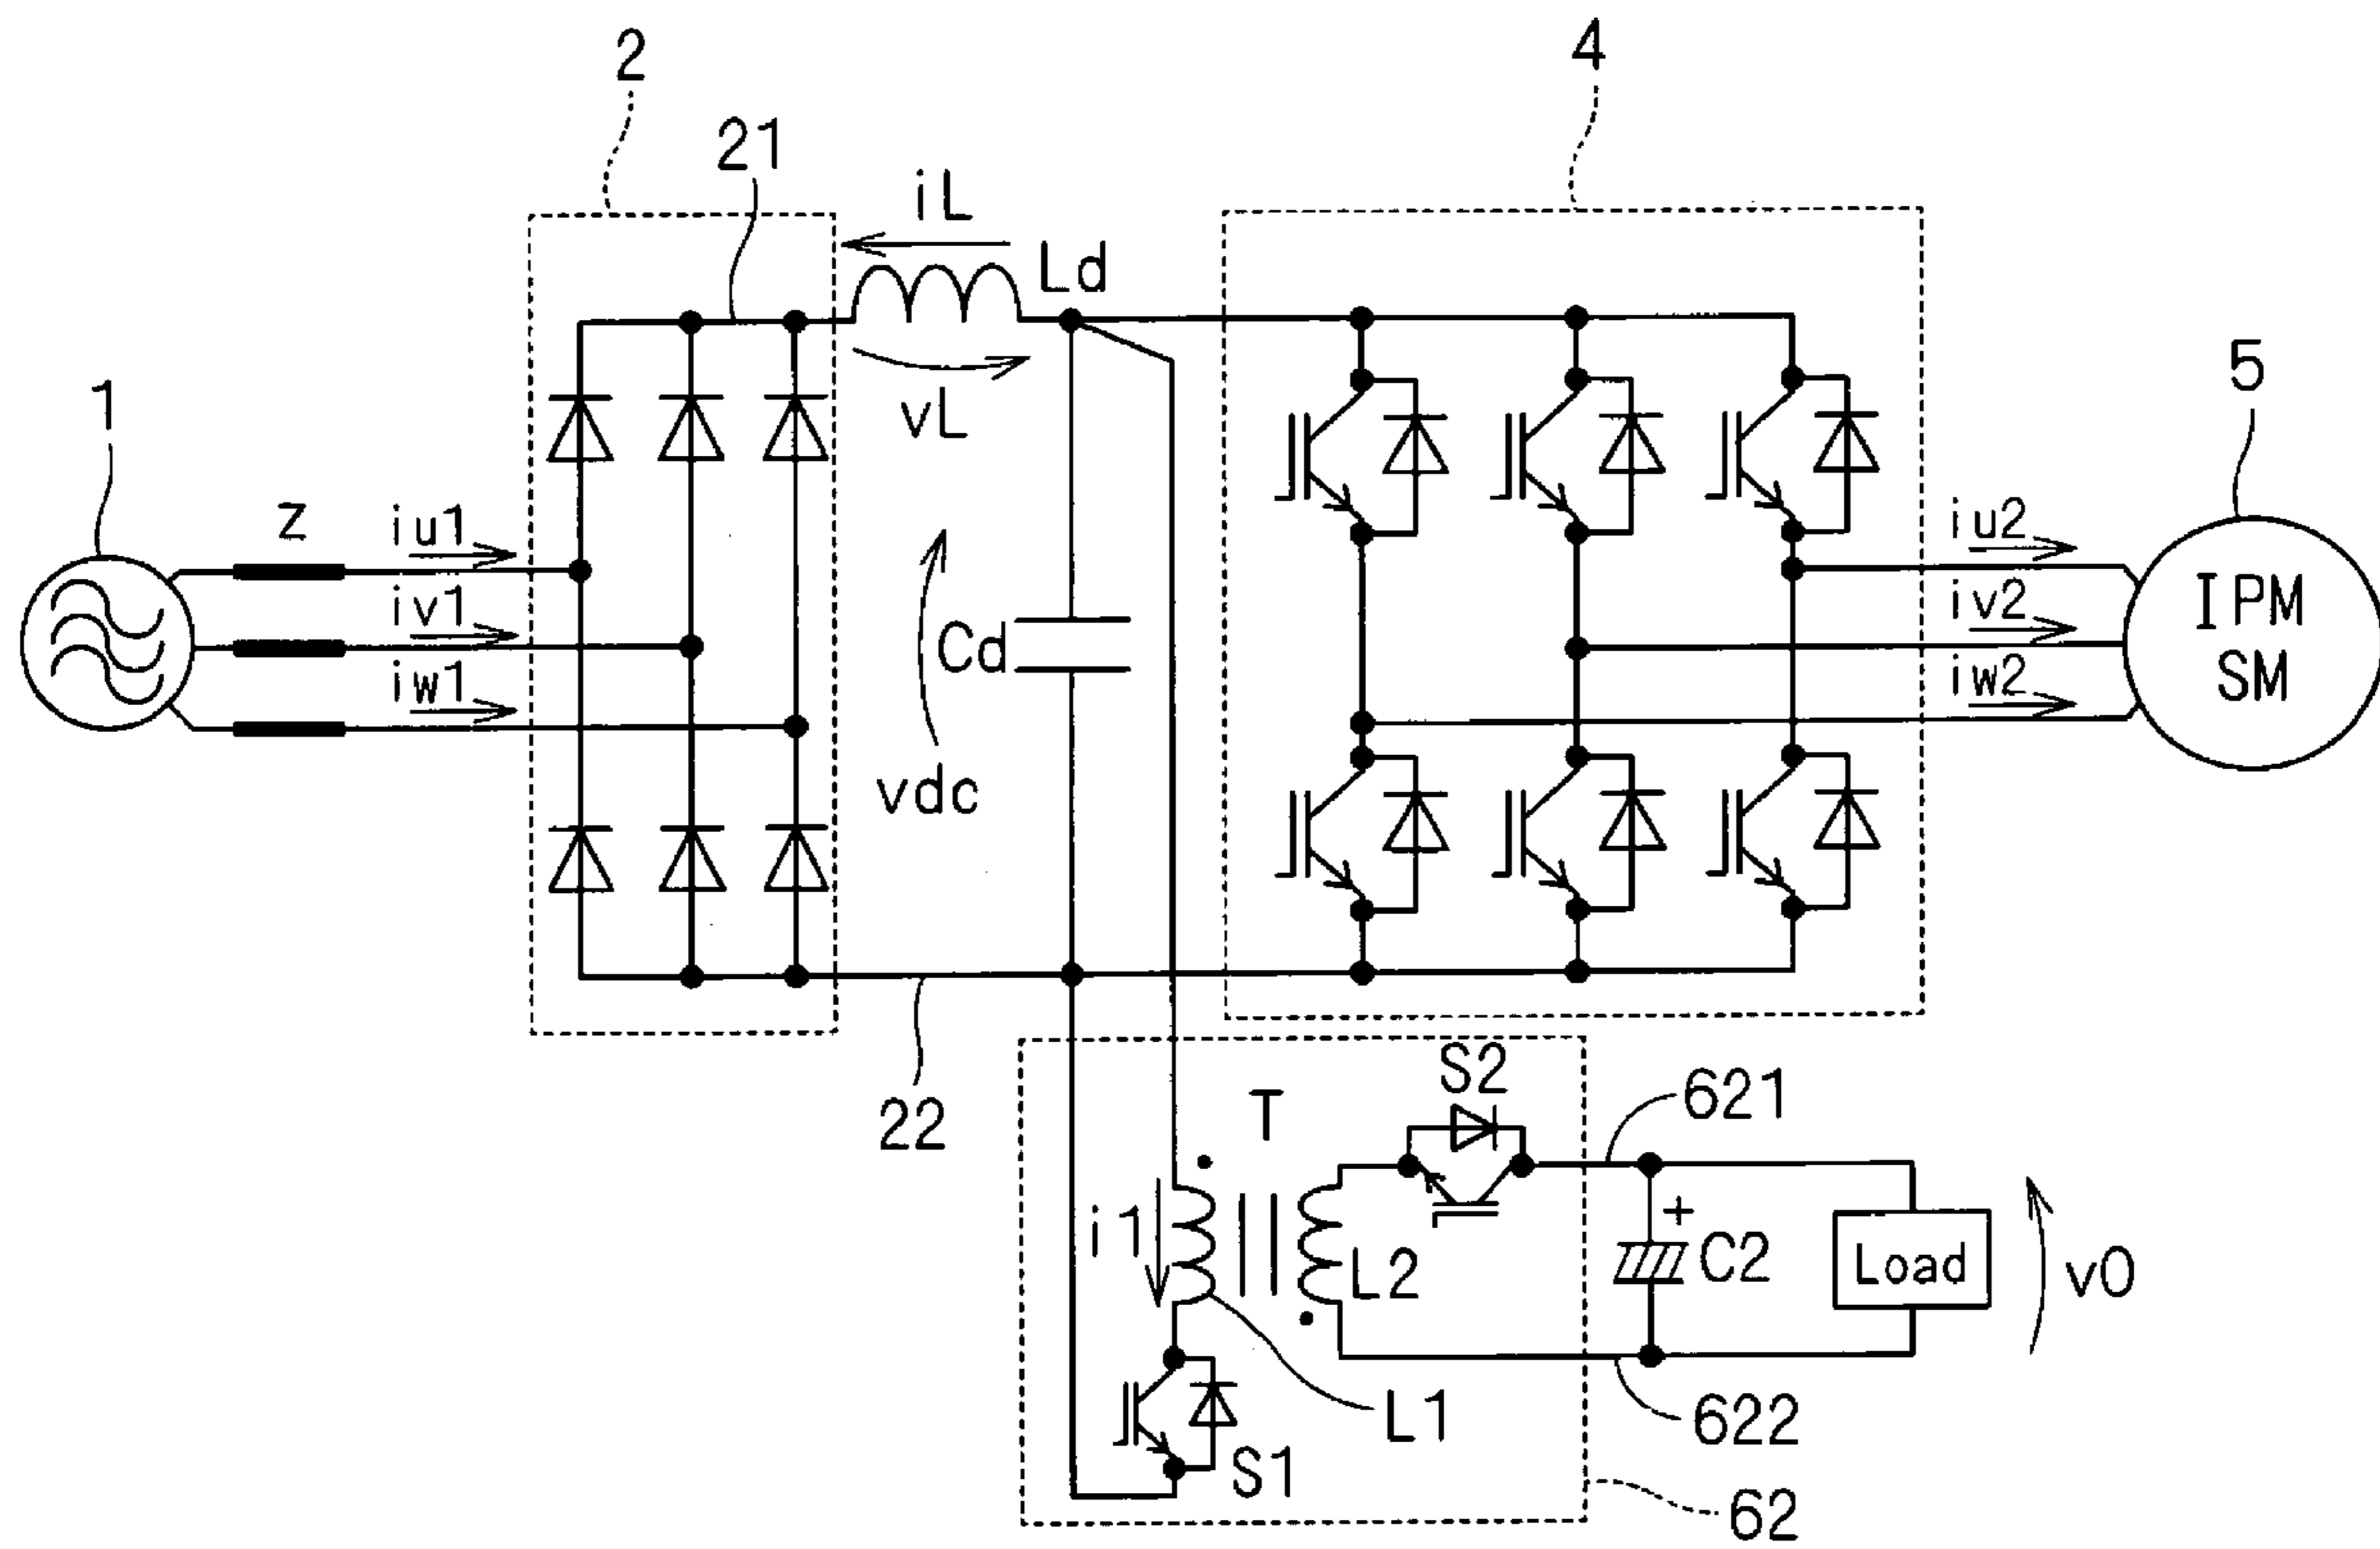 2
4
21
iL
Ld
1
5
vL
Z
iu1
iv1
iw1
Cd
vdc
iu2
iv2
iw2
IPM
SM
22
S2
T
621
i1
L2
+
C2
Load
v0
L1
622
S1
62